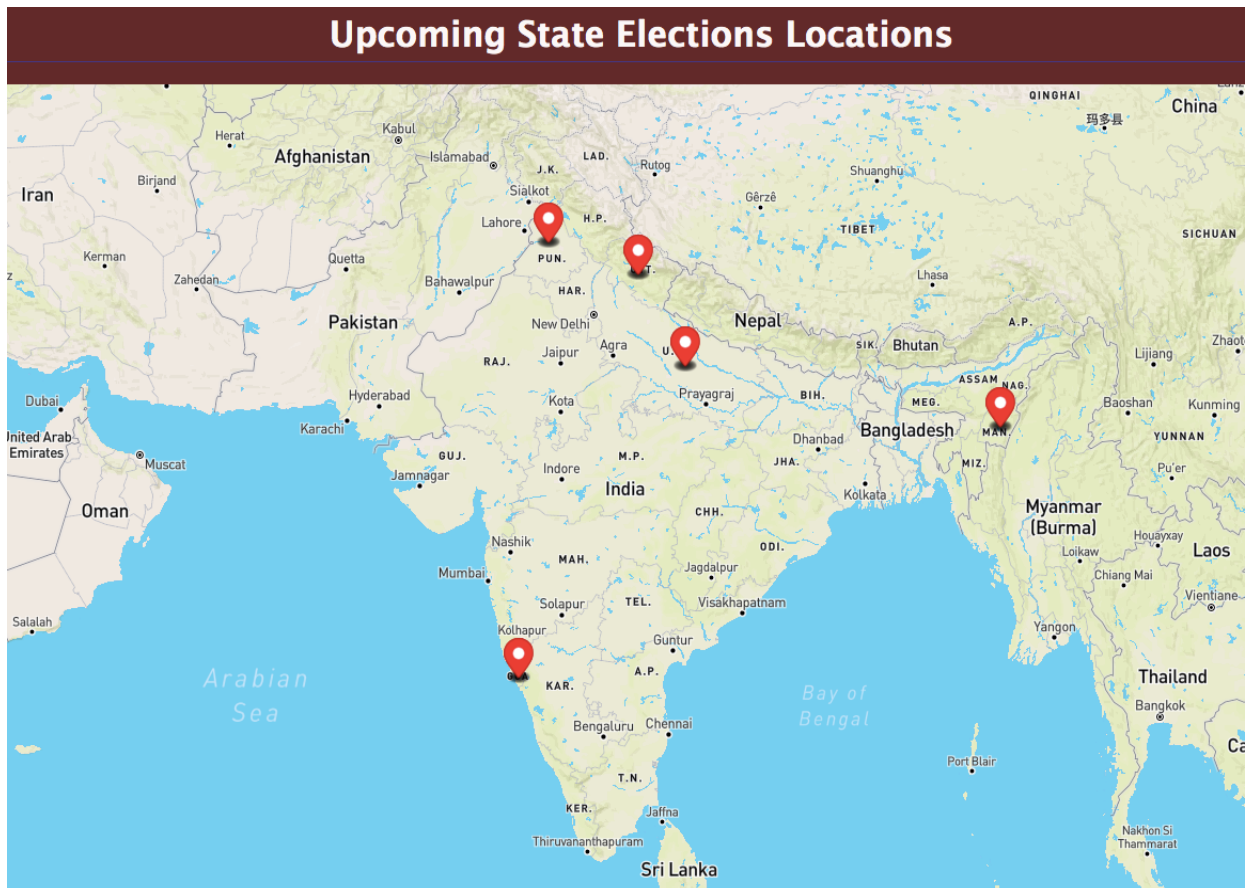 Upcoming State Elections Locations
QINGHAI
China
玛多县
Kabul
Herat
Afghanistan
Islamabad
LAD.
J.K.
Rutog
Shuanghu
Birjand
Iran
Sialkot
Gêrzê
Lahore
H.P.
TIBET
SICHUAN
Kerman
Quetta
PUN.
Zahedan
Bahawalpur
Lhasa
HAR.
Pakistan
New Delhi
Nepal
A.P.
SIK.
Bhutan
Agra
Jaipur
RAJ.
Lijiang
ASSAM
NAG.
Dubai
Hyderabad
Kota
Prayagraj
BIH.
MEG.
Baoshan
Kunming
Karachi
Bangladesh
MAN.
YUNNAN
United Arab
Emirates
Muscat
GUJ.
Dhanbad
M.P.
JHA.
MIZ.
Jamnagar
Indore
Pu'er
India
Kolkata
Oman
CHH.
Myanmar
(Burma)
Nashik
ODI.
Houayxay
Laos
MAH.
Loikaw
Mumbai
Jagdalpur
Chiang Mai
Solapur
TEL.
Visakhapatnam
Vientiane
Salalah
Kolhapur
Guntur
Yangon
Arabian
Sea
A.P.
KAR.
Thailand
Bay of
Bengal
Bangkok
Bengaluru
Chennai
Port Blair
T.N.
KER.
Jaffna
Thiruvananthapuram
Nakhon Si
Thammarat
Sri Lanka